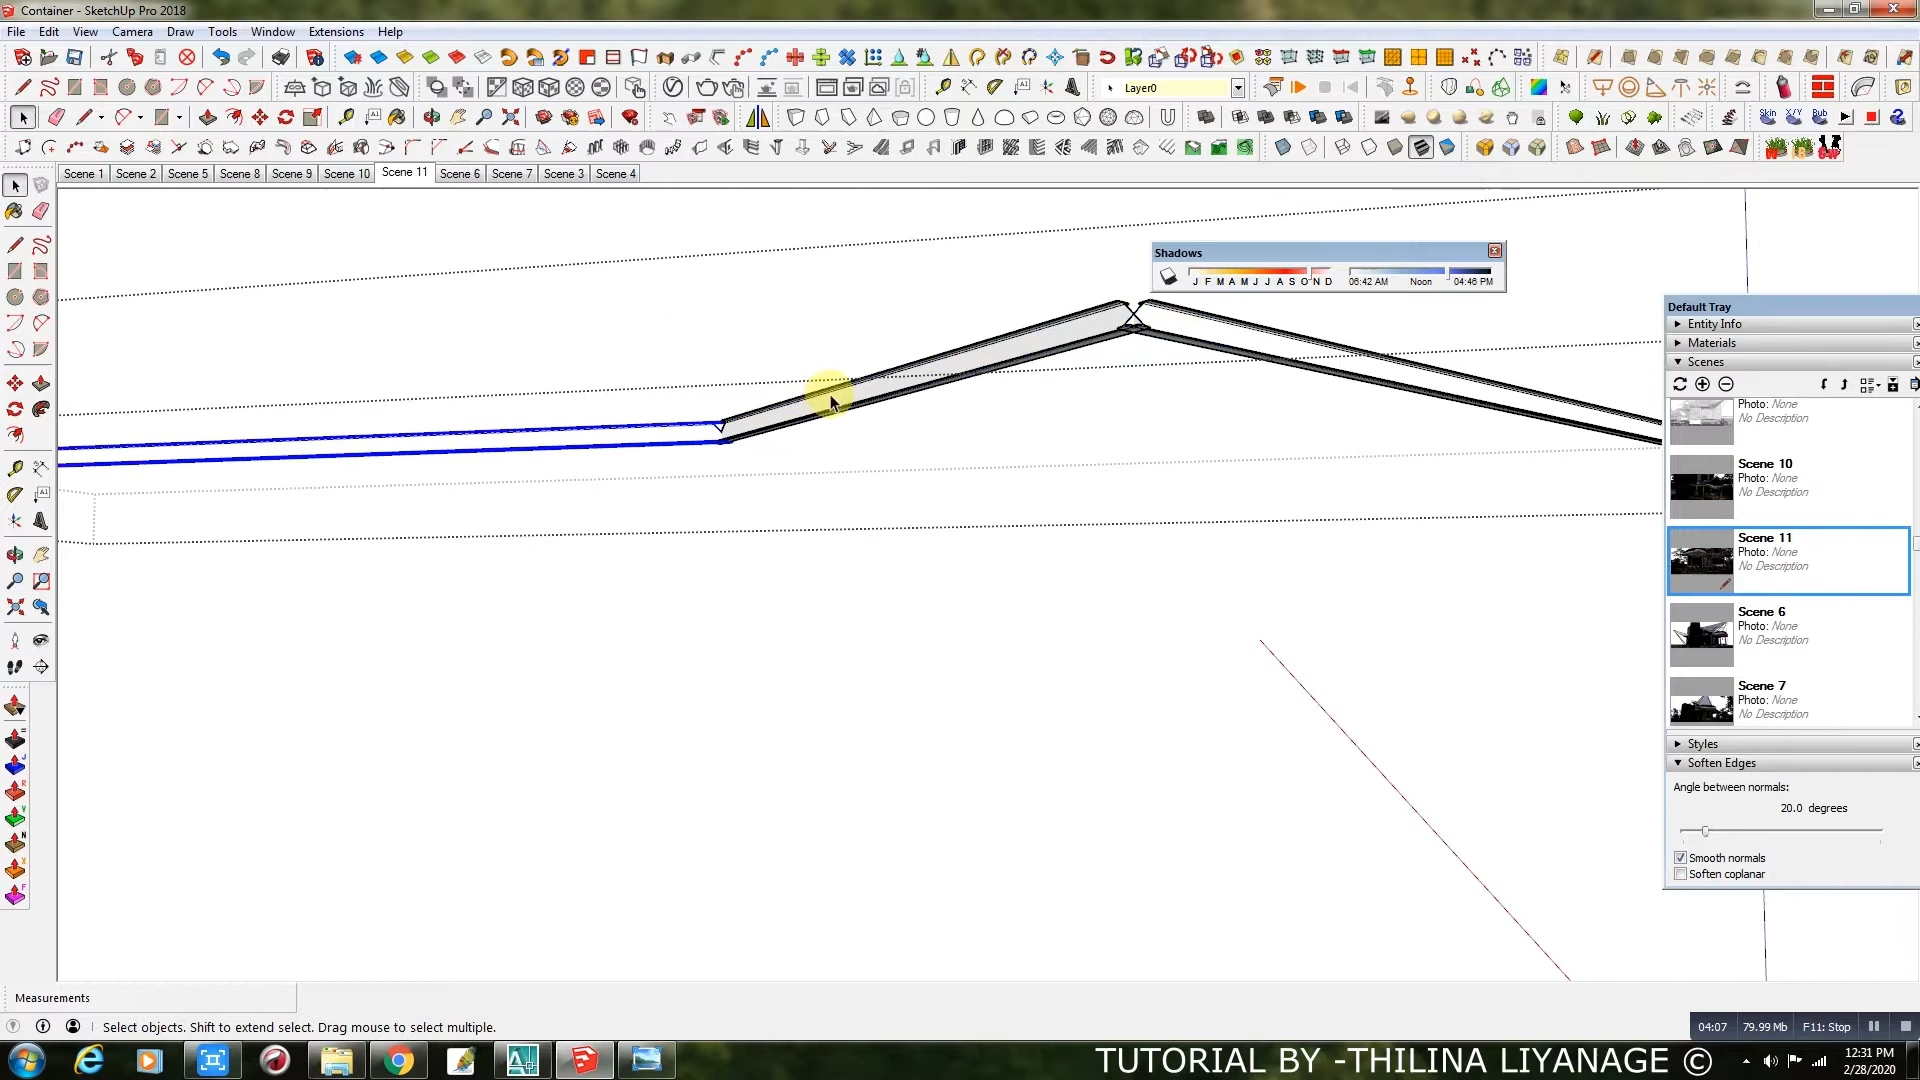 Container - SketchUp Pro 2018
File Edit View Camera Draw Tools Window Extensions Help
Layer0
Skin X/Y Bub
Scene 1 Scene 2 Scene 5 Scene 8 Scene 9 Scene 10 Scene 11 Scene 6 Scene 7 Scene 3 Scene 4
Shadows
J F M A M J J A S O N D 06:42 AM Noon 04:46 PM
Default Tray
Entity Info
Materials
Scenes
Photo: None
No Description
Scene 10
Photo: None
No Description
Scene 11
Photo: None
No Description
Scene 6
Photo: None
No Description
Scene 7
Photo: None
No Description
Styles
Soften Edges
Angle between normals:
20.0 degrees
Smooth normals
Soften coplanar
Measurements
Select objects. Shift to extend select. Drag mouse to select multiple.
04:07 79.99 Mb F11: Stop
TUTORIAL BY -THILINA LIYANAGE ©
12:31 PM
2/28/2020